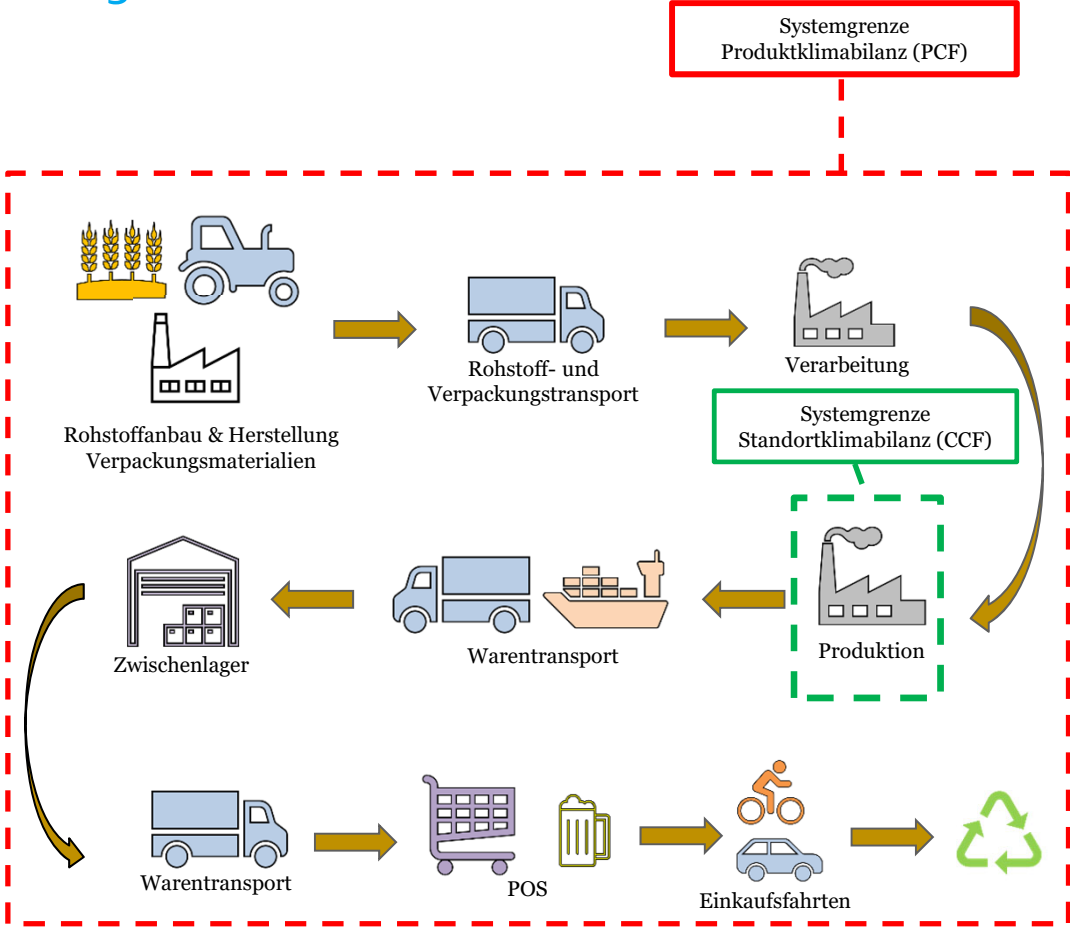 Systemgrenze
Produktklimabilanz (PCF)
Rohstoff- und
Verpackungstransport
Verarbeitung
Rohstoffanbau & Herstellung
Verpackungsmaterialien
Systemgrenze
Standortklimabilanz (CCF)
Zwischenlager
Warentransport
Produktion
Warentransport
POS
Einkaufsfahrten